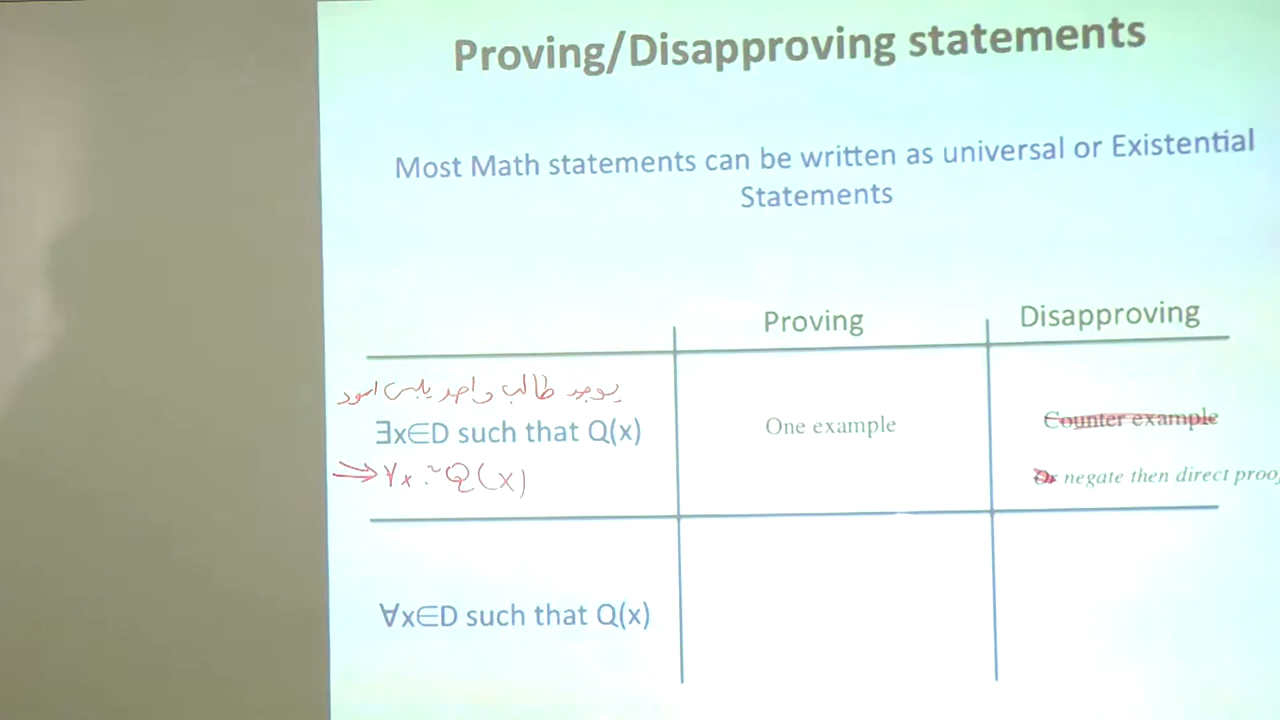 Proving/Disapproving statements
Most Math statements can be written as universal or Existential
Statements
Proving
Disapproving
يوجد طالب واحد يلبس اسود
∃x∈D such that Q(x)
⇒ ∀x ~Q(x)
One example
Counter example
Or negate then direct proo
∀x∈D such that Q(x)